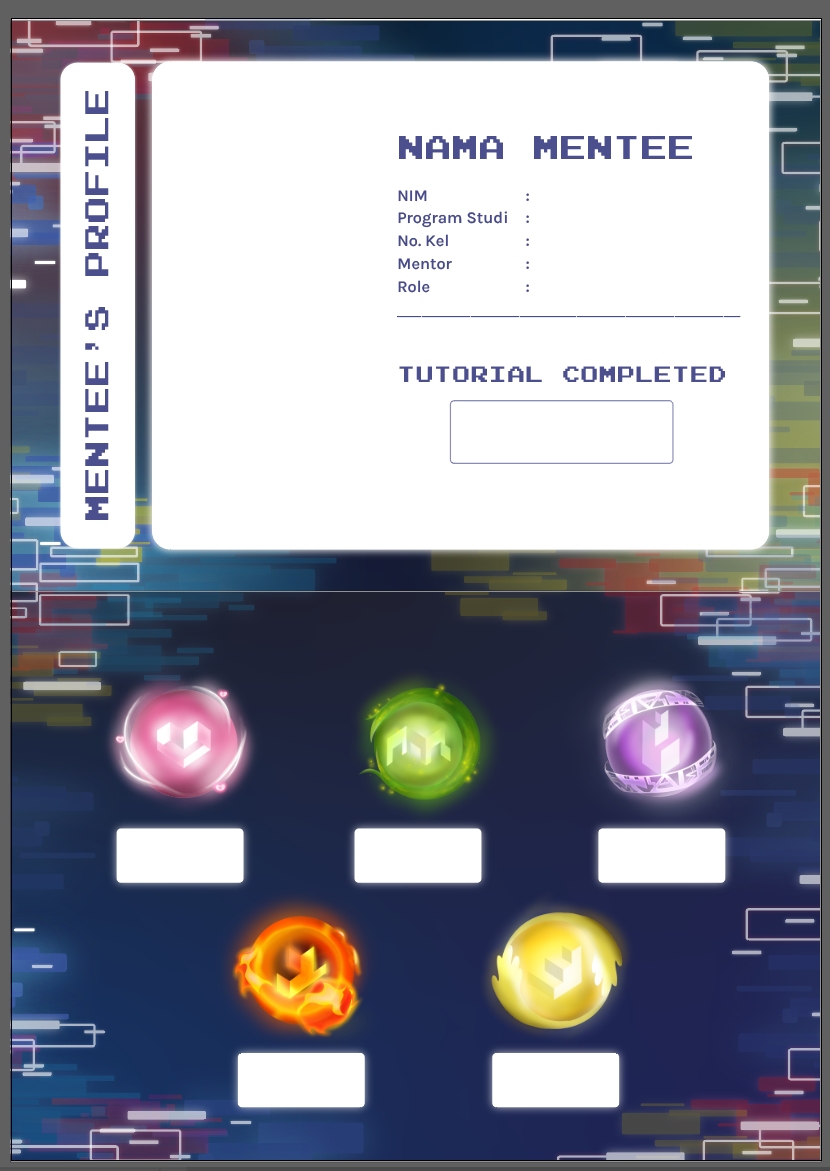 MENTEE'S PROFILE
NAMA MENTEE
NIM :
Program Studi :
No. Kel :
Mentor :
Role :
TUTORIAL COMPLETED